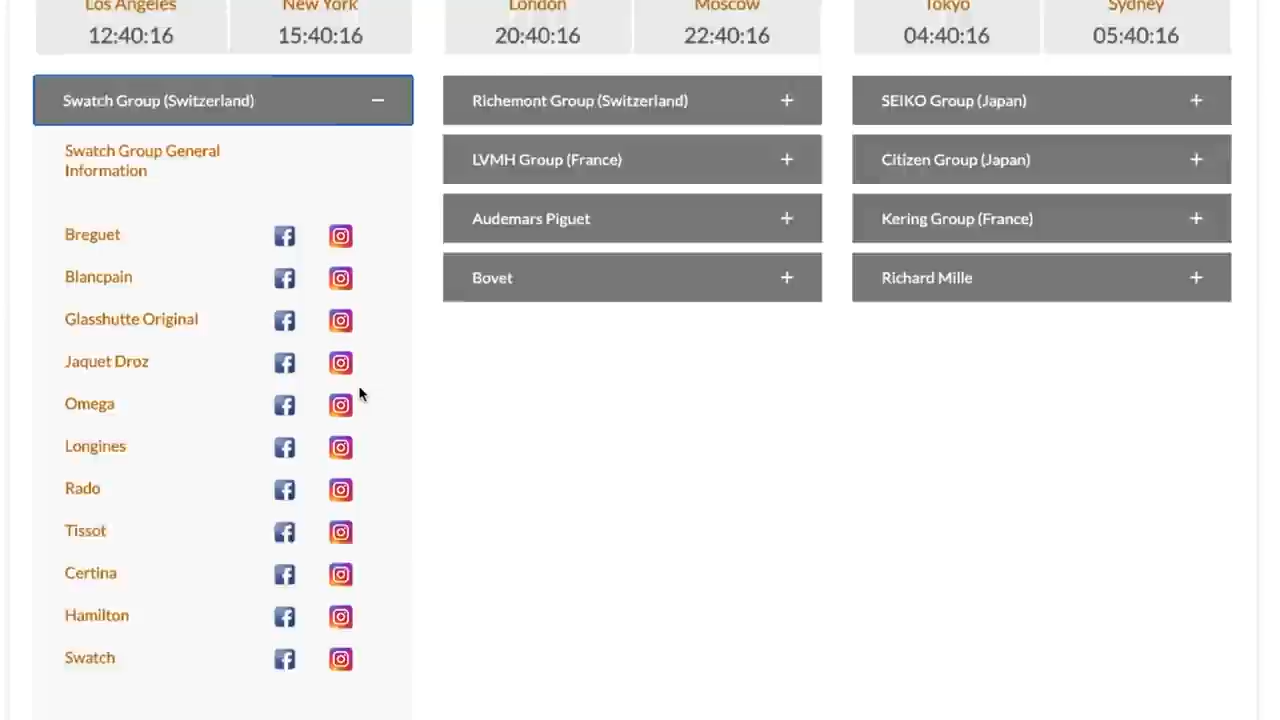 Los Angeles
New York
London
Moscow
Tokyo
Sydney
12:40:16
15:40:16
20:40:16
22:40:16
04:40:16
05:40:16
Swatch Group (Switzerland) −
Swatch Group General
Information
Breguet
Blancpain
Glasshutte Original
Jaquet Droz
Omega
Longines
Rado
Tissot
Certina
Hamilton
Swatch
Richemont Group (Switzerland) +
LVMH Group (France) +
Audemars Piguet +
Bovet +
SEIKO Group (Japan) +
Citizen Group (Japan) +
Kering Group (France) +
Richard Mille +